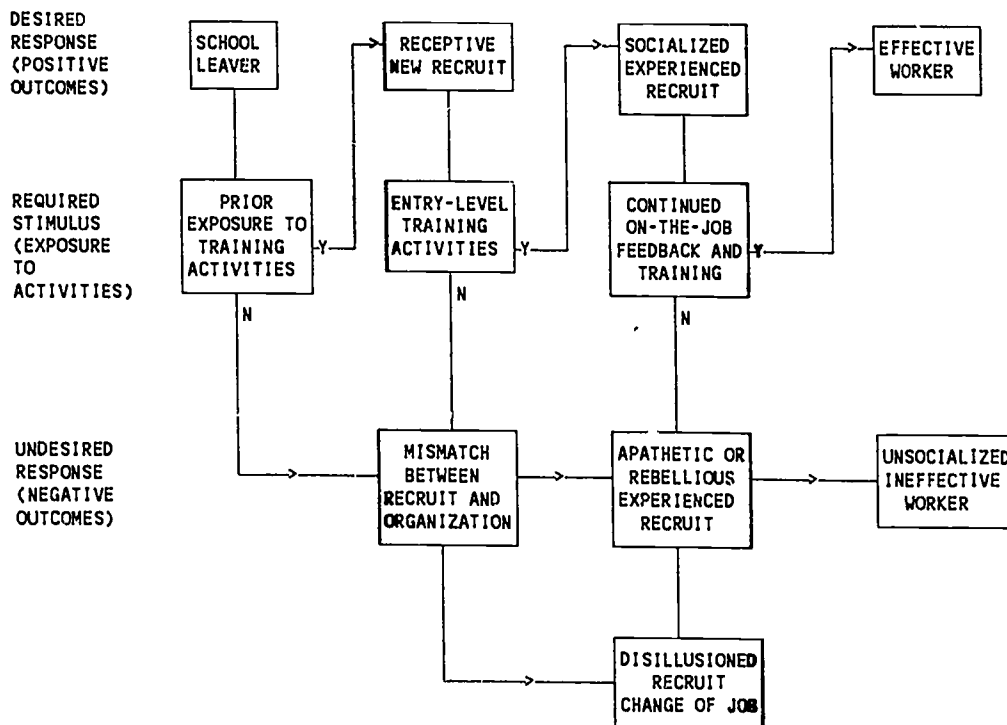 DESIRED
RESPONSE
(POSITIVE
OUTCOMES)
SCHOOL
LEAVER
RECEPTIVE
NEW RECRUIT
SOCIALIZED
EXPERIENCED
RECRUIT
EFFECTIVE
WORKER
REQUIRED
STIMULUS
(EXPOSURE
TO
ACTIVITIES)
PRIOR
EXPOSURE TO
TRAINING
ACTIVITIES
Y
N
ENTRY-LEVEL
TRAINING
ACTIVITIES
Y
N
CONTINUED
ON-THE-JOB
FEEDBACK AND
TRAINING
Y
N
UNDESIRED
RESPONSE
(NEGATIVE
OUTCOMES)
MISMATCH
BETWEEN
RECRUIT AND
ORGANIZATION
APATHETIC OR
REBELLIOUS
EXPERIENCED
RECRUIT
UNSOCIALIZED
INEFFECTIVE
WORKER
DISILLUSIONED
RECRUIT
CHANGE OF JOB